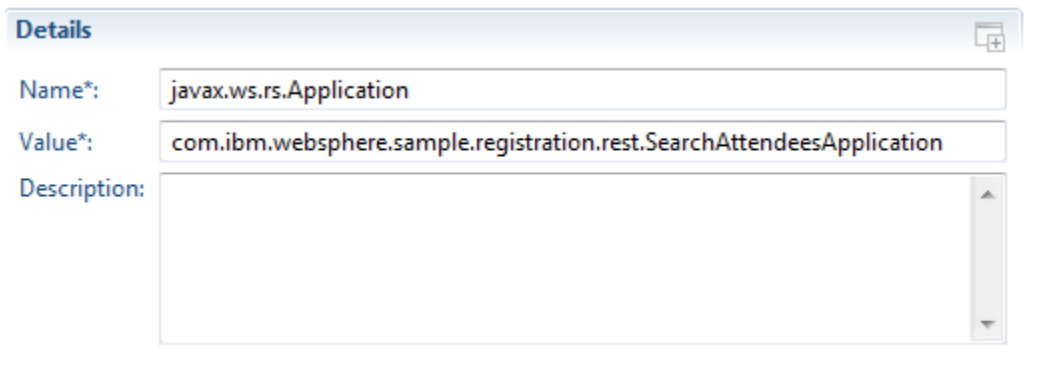 Details
Name*: javax.ws.rs.Application
Value*: com.ibm.websphere.sample.registration.rest.SearchAttendeesApplication
Description: